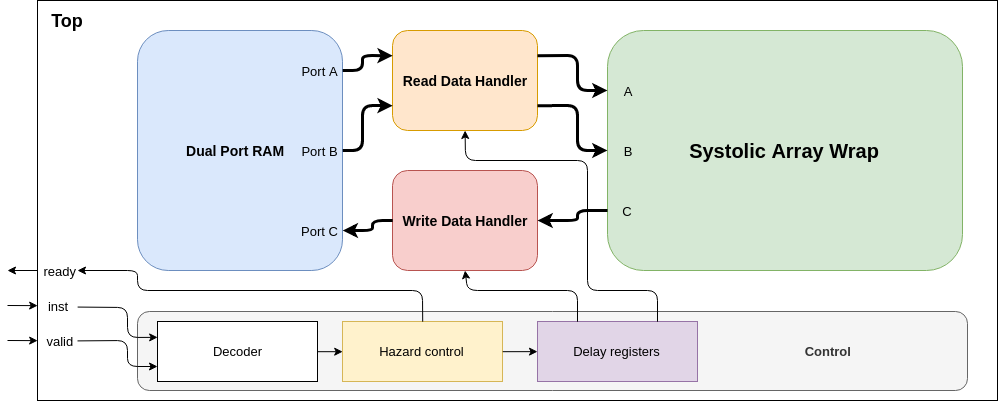 Top
Port A
Read Data Handler
A
Dual Port RAM
Port B
B
Systolic Array Wrap
Port C
Write Data Handler
C
ready
inst
valid
Decoder
Hazard control
Delay registers
Control